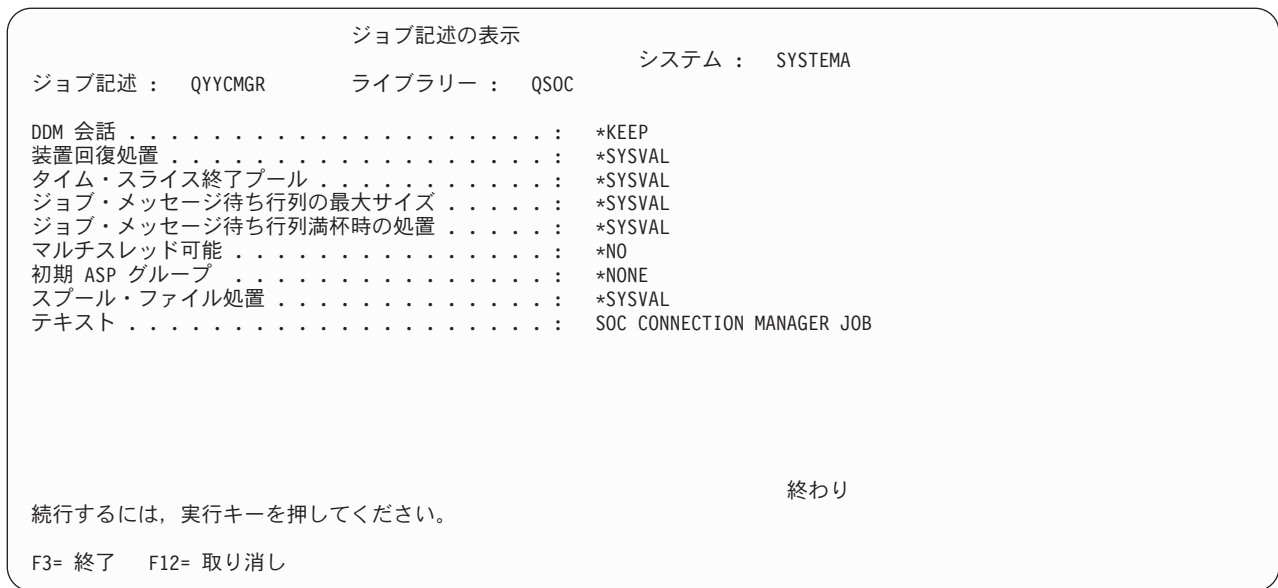 ジョブ記述の表示
システム : SYSTEMA
ジョブ記述 : QYYCMGR ライブラリー : QSOC
DDM 会話 . . . . . . . . . . . . . . . . . . . . : *KEEP
装置回復処置 . . . . . . . . . . . . . . . . . . : *SYSVAL
タイム・スライス終了プール . . . . . . . . . . . : *SYSVAL
ジョブ・メッセージ待ち行列の最大サイズ . . . . . : *SYSVAL
ジョブ・メッセージ待ち行列満杯時の処置 . . . . . : *SYSVAL
マルチスレッド可能 . . . . . . . . . . . . . . . : *NO
初期 ASP グループ . . . . . . . . . . . . . . . : *NONE
スプール・ファイル処置 . . . . . . . . . . . . . : *SYSVAL
テキスト . . . . . . . . . . . . . . . . . . . . : SOC CONNECTION MANAGER JOB
終わり
続行するには，実行キーを押してください。
F3= 終了 F12= 取り消し